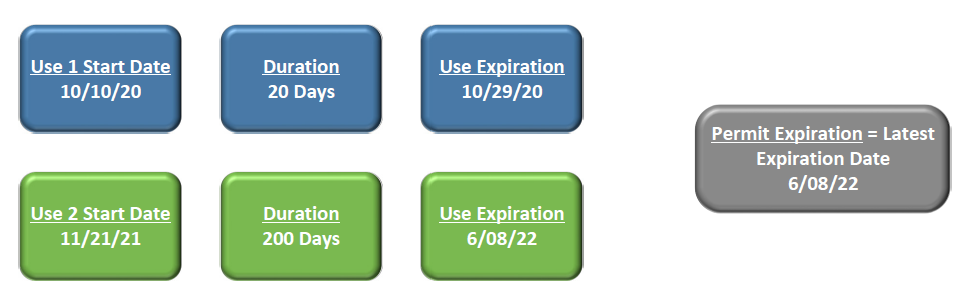 Use 1 Start Date
10/10/20
Duration
20 Days
Use Expiration
10/29/20
Permit Expiration = Latest
Expiration Date
6/08/22
Use 2 Start Date
11/21/21
Duration
200 Days
Use Expiration
6/08/22